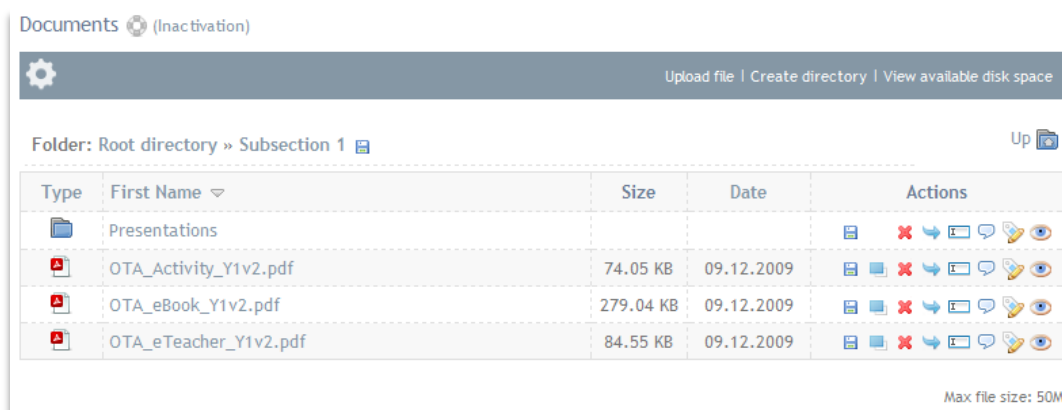 Documents (Inactivation)
Upload file | Create directory | View available disk space
Folder: Root directory » Subsection 1
Up
Type First Name Size Date Actions
Presentations
OTA_Activity_Y1v2.pdf 74.05 KB 09.12.2009
OTA_eBook_Y1v2.pdf 279.04 KB 09.12.2009
OTA_eTeacher_Y1v2.pdf 84.55 KB 09.12.2009
Max file size: 50M